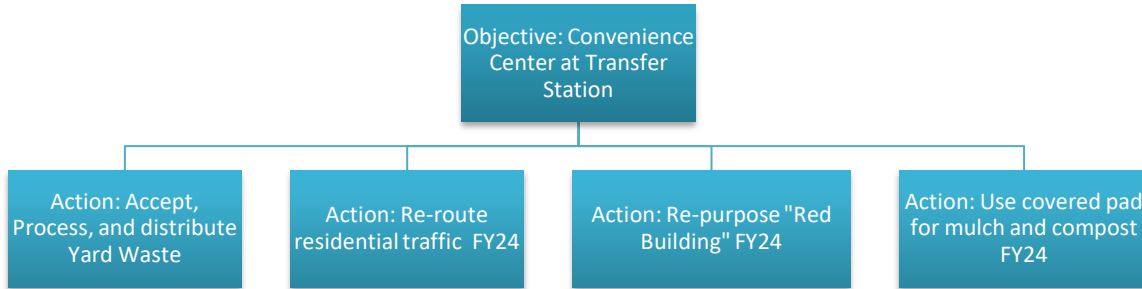 Objective: Convenience
Center at Transfer
Station
Action: Accept,
Process, and distribute
Yard Waste
Action: Re-route
residential traffic  FY24
Action: Re-purpose "Red
Building" FY24
Action: Use covered pad
for mulch and compost
FY24